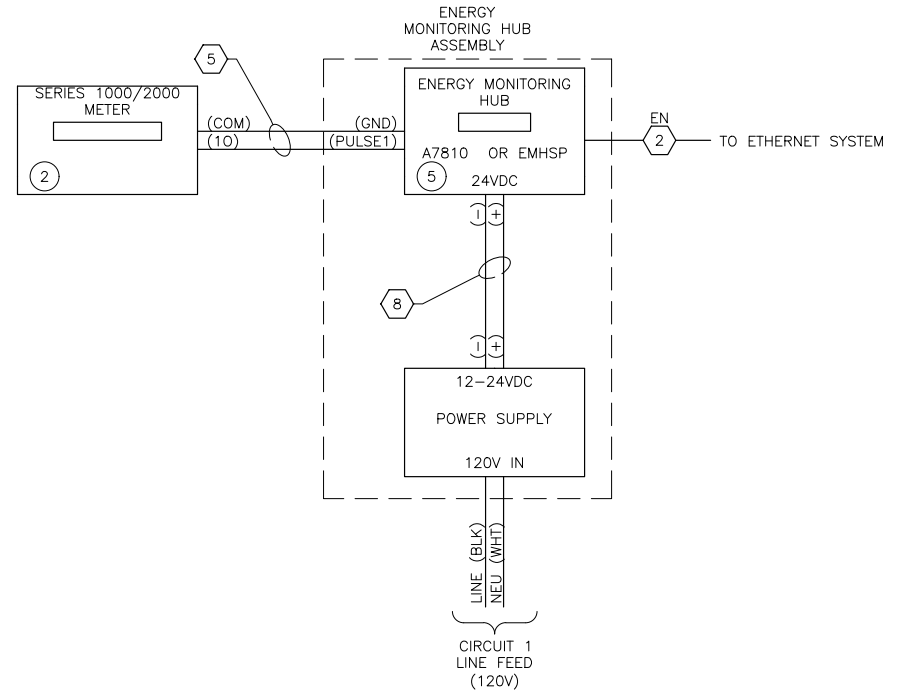 ENERGY
MONITORING HUB
ASSEMBLY
5
SERIES 1000/2000
METER
2
(COM)
(10)
(GND)
(PULSE1)
ENERGY MONITORING
HUB
A7810 OR EMHSP
5
24VDC
EN
2
TO ETHERNET SYSTEM
(-)
(+)
8
(-)
(+)
12-24VDC
POWER SUPPLY
120V IN
LINE (BLK)
NEU (WHT)
CIRCUIT 1
LINE FEED
(120V)